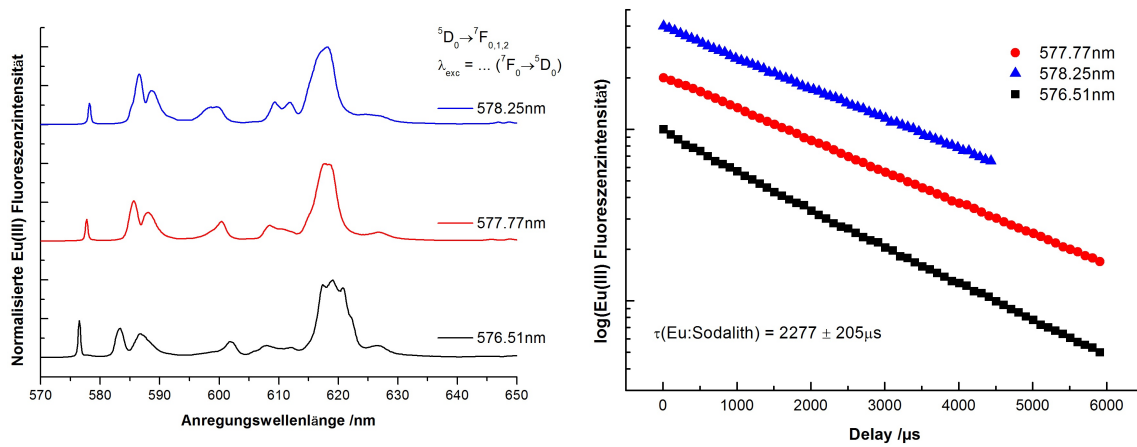 Normalisierte Eu(III) Fluoreszenzintensität
⁵D₀→⁷F₀,₁,₂
λexc = ... (⁷F₀→⁵D₀)
578.25nm
577.77nm
576.51nm
570 580 590 600 610 620 630 640 650
Anregungswellenlänge /nm
log(Eu(III) Fluoreszenzintensität)
577.77nm
578.25nm
576.51nm
τ(Eu:Sodalith) = 2277 ± 205μs
0 1000 2000 3000 4000 5000 6000
Delay /μs